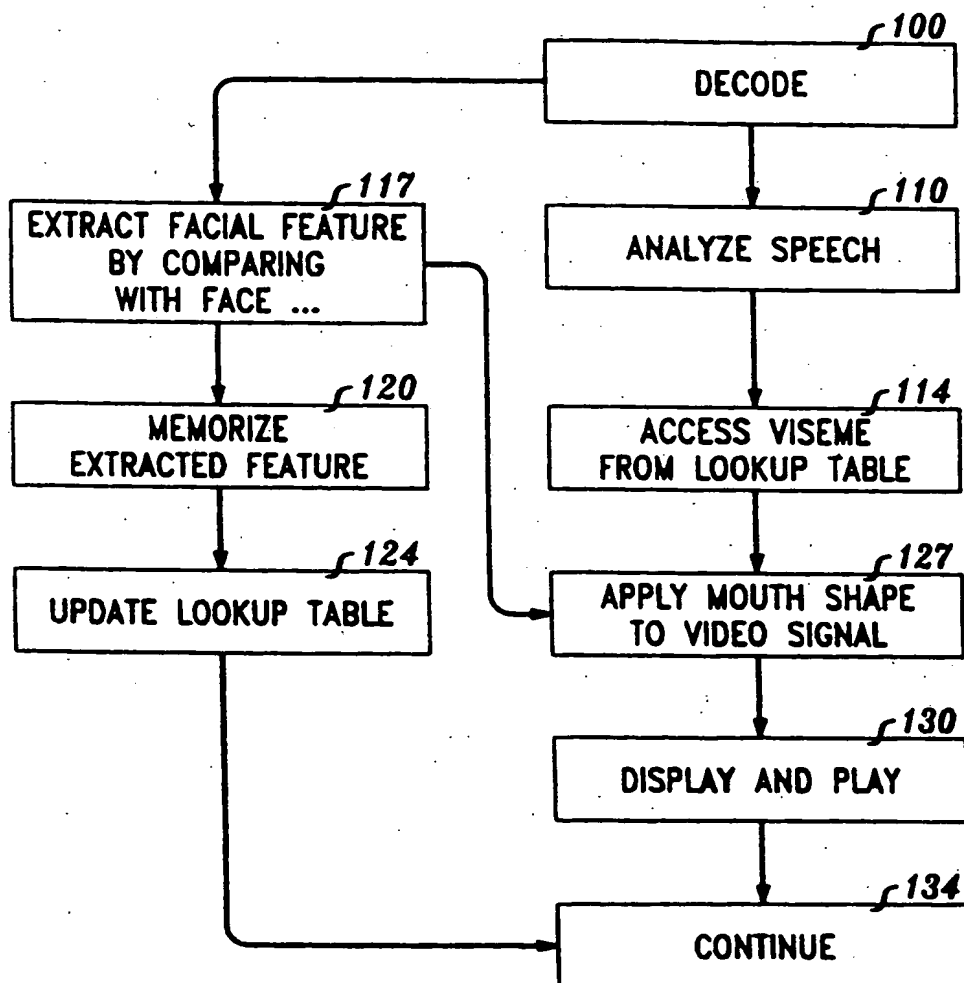 100
DECODE
117
EXTRACT FACIAL FEATURE
BY COMPARING
WITH FACE ...
110
ANALYZE SPEECH
120
MEMORIZE
EXTRACTED FEATURE
114
ACCESS VISEME
FROM LOOKUP TABLE
124
UPDATE LOOKUP TABLE
127
APPLY MOUTH SHAPE
TO VIDEO SIGNAL
130
DISPLAY AND PLAY
134
CONTINUE